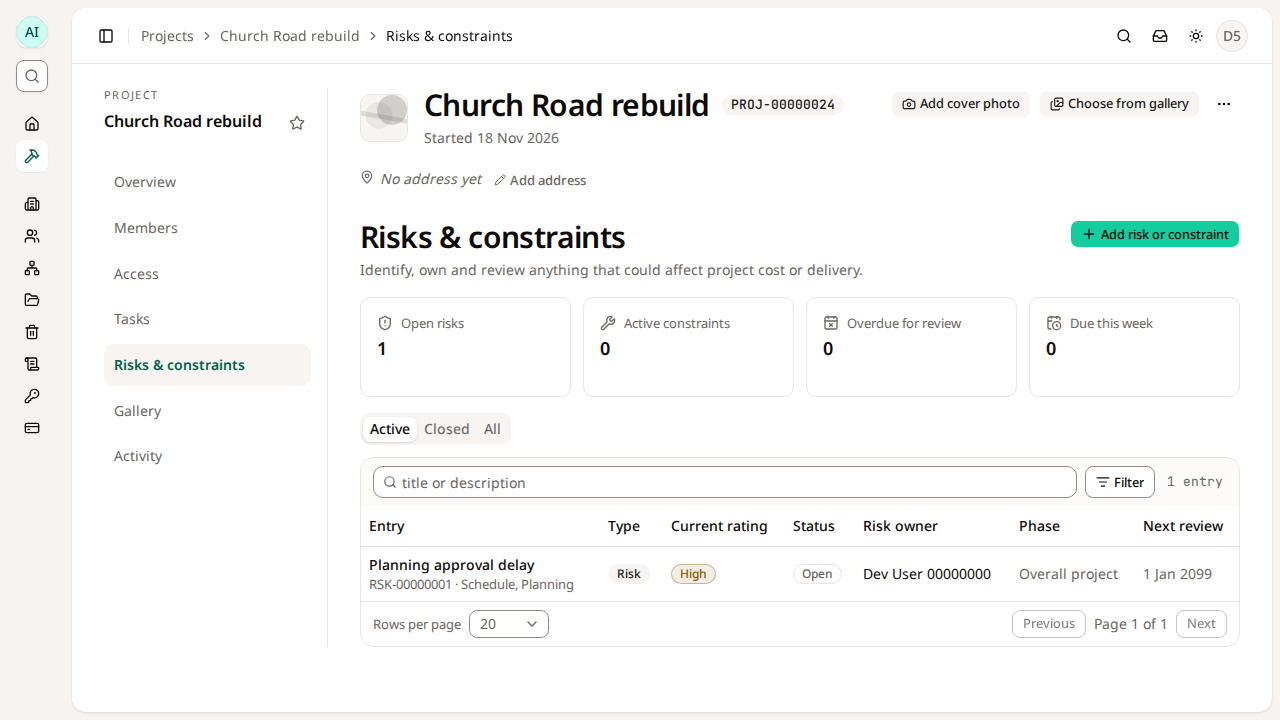 AI
Projects
Church Road rebuild
Risks & constraints
D5
PROJECT
Church Road rebuild
Overview
Members
Access
Tasks
Risks & constraints
Gallery
Activity
Church Road rebuild
PROJ-00000024
Add cover photo
Choose from gallery
Started 18 Nov 2026
No address yet
Add address
Risks & constraints
Add risk or constraint
Identify, own and review anything that could affect project cost or delivery.
Open risks
1
Active constraints
0
Overdue for review
0
Due this week
0
Active
Closed
All
title or description
Filter
1 entry
Entry Type Current rating Status Risk owner Phase Next review
Planning approval delay
RSK-00000001 · Schedule, Planning
Risk
High
Open
Dev User 00000000
Overall project
1 Jan 2099
Rows per page
20
Previous
Page 1 of 1
Next